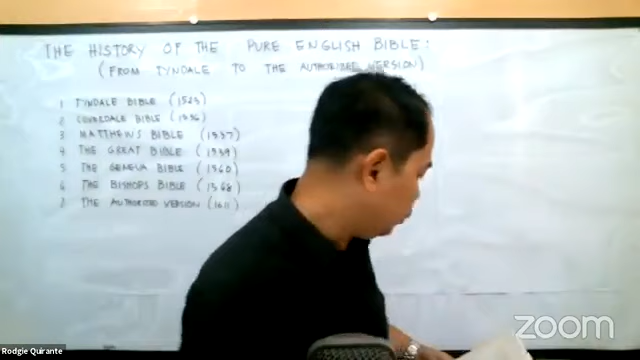 THE HISTORY OF THE PURE ENGLISH BIBLE:
(FROM TYNDALE TO THE AUTHORIZED VERSION)
1 TYNDALE BIBLE (1525)
2 COVERDALE BIBLE (1536)
3 MATTHEW'S BIBLE (1537)
4 THE GREAT BIBLE (1539)
5 THE GENEVA BIBLE (1560)
6 THE BISHOPS BIBLE (1568)
7 THE AUTHORIZED VERSION (1611)
zoom
Rodgie Quirante